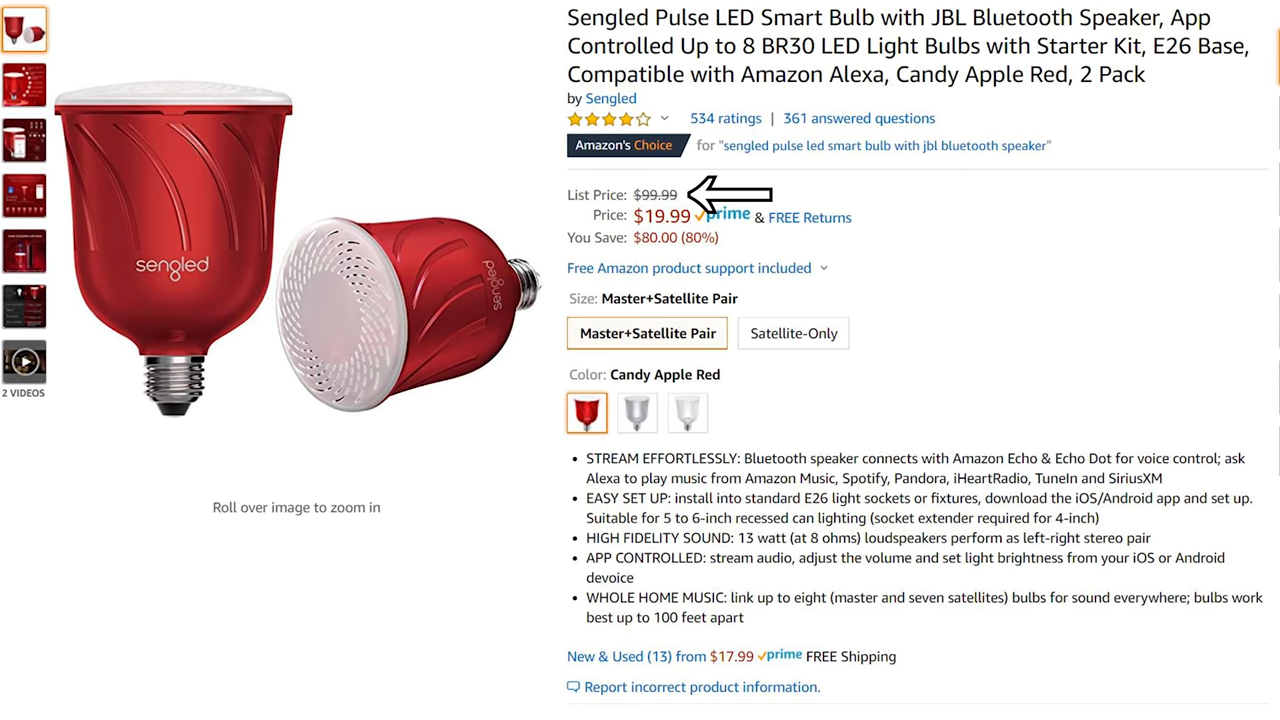 Sengled Pulse LED Smart Bulb with JBL Bluetooth Speaker, App
Controlled Up to 8 BR30 LED Light Bulbs with Starter Kit, E26 Base,
Compatible with Amazon Alexa, Candy Apple Red, 2 Pack
by Sengled
534 ratings | 361 answered questions
Amazon's Choice for "sengled pulse led smart bulb with jbl bluetooth speaker"
List Price: $99.99
Price: $19.99 prime & FREE Returns
You Save: $80.00 (80%)
Free Amazon product support included
Size: Master+Satellite Pair
Master+Satellite Pair Satellite-Only
Color: Candy Apple Red
• STREAM EFFORTLESSLY: Bluetooth speaker connects with Amazon Echo & Echo Dot for voice control; ask
Alexa to play music from Amazon Music, Spotify, Pandora, iHeartRadio, TuneIn and SiriusXM
• EASY SET UP: install into standard E26 light sockets or fixtures, download the iOS/Android app and set up.
Suitable for 5 to 6-inch recessed can lighting (socket extender required for 4-inch)
• HIGH FIDELITY SOUND: 13 watt (at 8 ohms) loudspeakers perform as left-right stereo pair
• APP CONTROLLED: stream audio, adjust the volume and set light brightness from your iOS or Android
devoice
• WHOLE HOME MUSIC: link up to eight (master and seven satellites) bulbs for sound everywhere; bulbs work
best up to 100 feet apart
New & Used (13) from $17.99 prime FREE Shipping
Report incorrect product information.
sengled
sengled
2 VIDEOS
Roll over image to zoom in